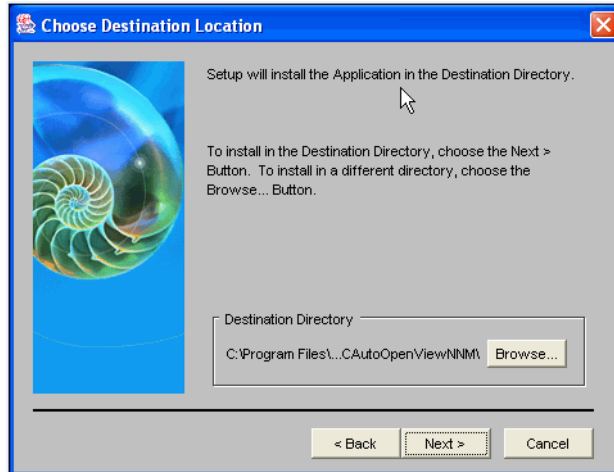 Choose Destination Location
Setup will install the Application in the Destination Directory.
To install in the Destination Directory, choose the Next >
Button. To install in a different directory, choose the
Browse... Button.
Destination Directory
C:\Program Files\...CAutoOpenViewNNM\ Browse...
< Back Next > Cancel